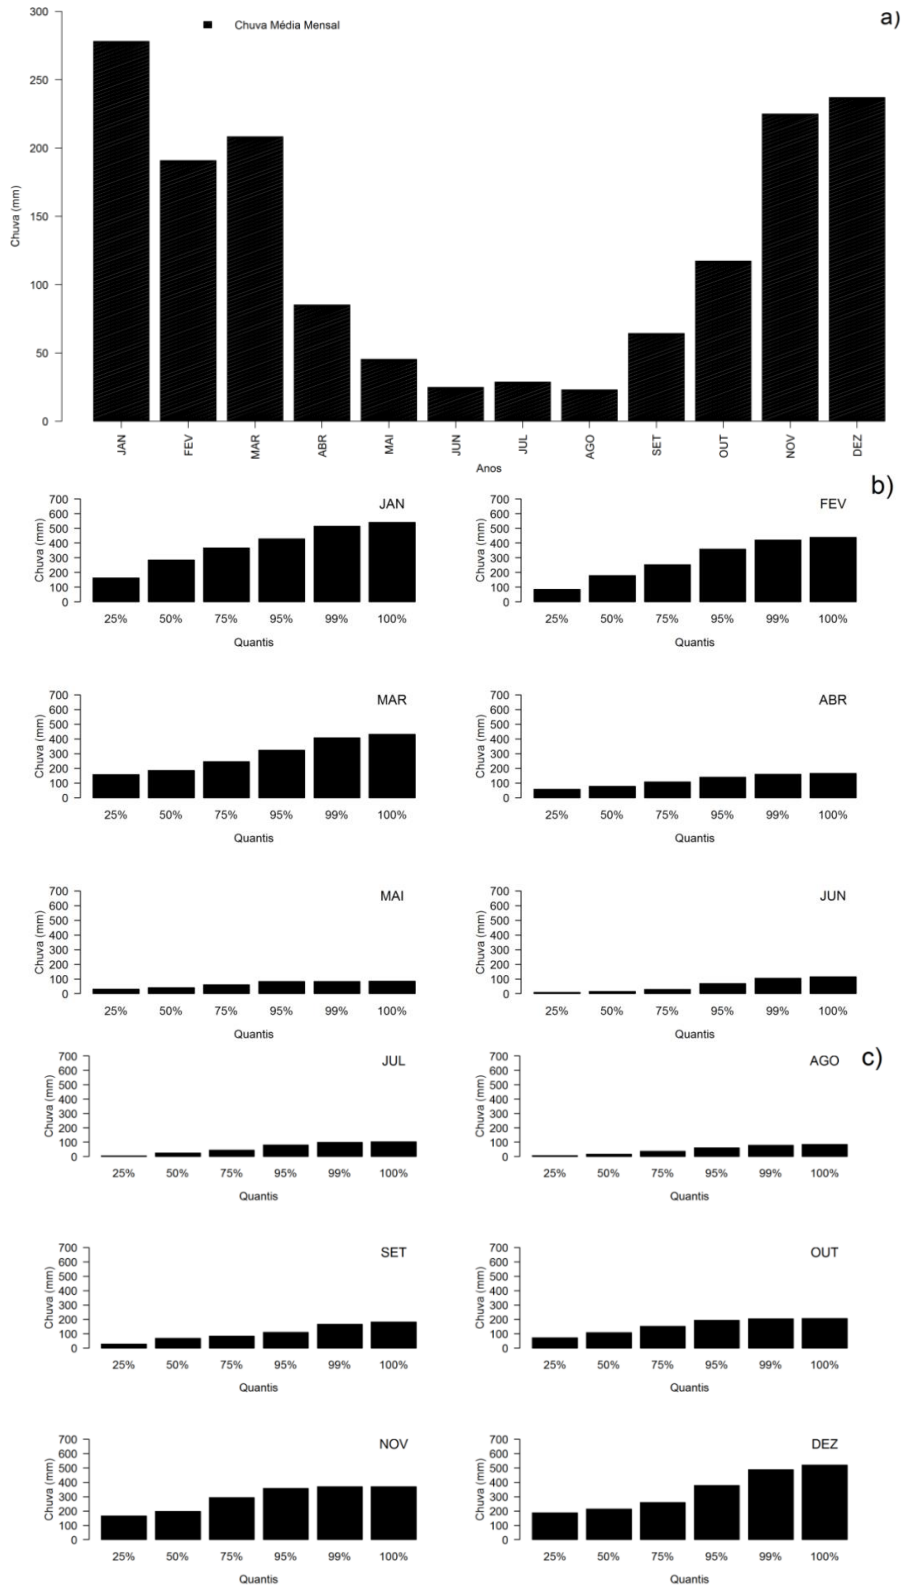 a)
Chuva Média Mensal
300
250
200
150
100
50
0
Chuva (mm)
JAN FEV MAR ABR MAI JUN JUL AGO SET OUT NOV DEZ
Anos
b)
JAN
700
600
500
400
300
200
100
0
Chuva (mm)
25% 50% 75% 95% 99% 100%
Quantis
FEV
700
600
500
400
300
200
100
0
Chuva (mm)
25% 50% 75% 95% 99% 100%
Quantis
MAR
700
600
500
400
300
200
100
0
Chuva (mm)
25% 50% 75% 95% 99% 100%
Quantis
ABR
700
600
500
400
300
200
100
0
Chuva (mm)
25% 50% 75% 95% 99% 100%
Quantis
MAI
700
600
500
400
300
200
100
0
Chuva (mm)
25% 50% 75% 95% 99% 100%
Quantis
JUN
700
600
500
400
300
200
100
0
Chuva (mm)
25% 50% 75% 95% 99% 100%
Quantis
c)
JUL
700
600
500
400
300
200
100
0
Chuva (mm)
25% 50% 75% 95% 99% 100%
Quantis
AGO
700
600
500
400
300
200
100
0
Chuva (mm)
25% 50% 75% 95% 99% 100%
Quantis
SET
700
600
500
400
300
200
100
0
Chuva (mm)
25% 50% 75% 95% 99% 100%
Quantis
OUT
700
600
500
400
300
200
100
0
Chuva (mm)
25% 50% 75% 95% 99% 100%
Quantis
NOV
700
600
500
400
300
200
100
0
Chuva (mm)
25% 50% 75% 95% 99% 100%
Quantis
DEZ
700
600
500
400
300
200
100
0
Chuva (mm)
25% 50% 75% 95% 99% 100%
Quantis